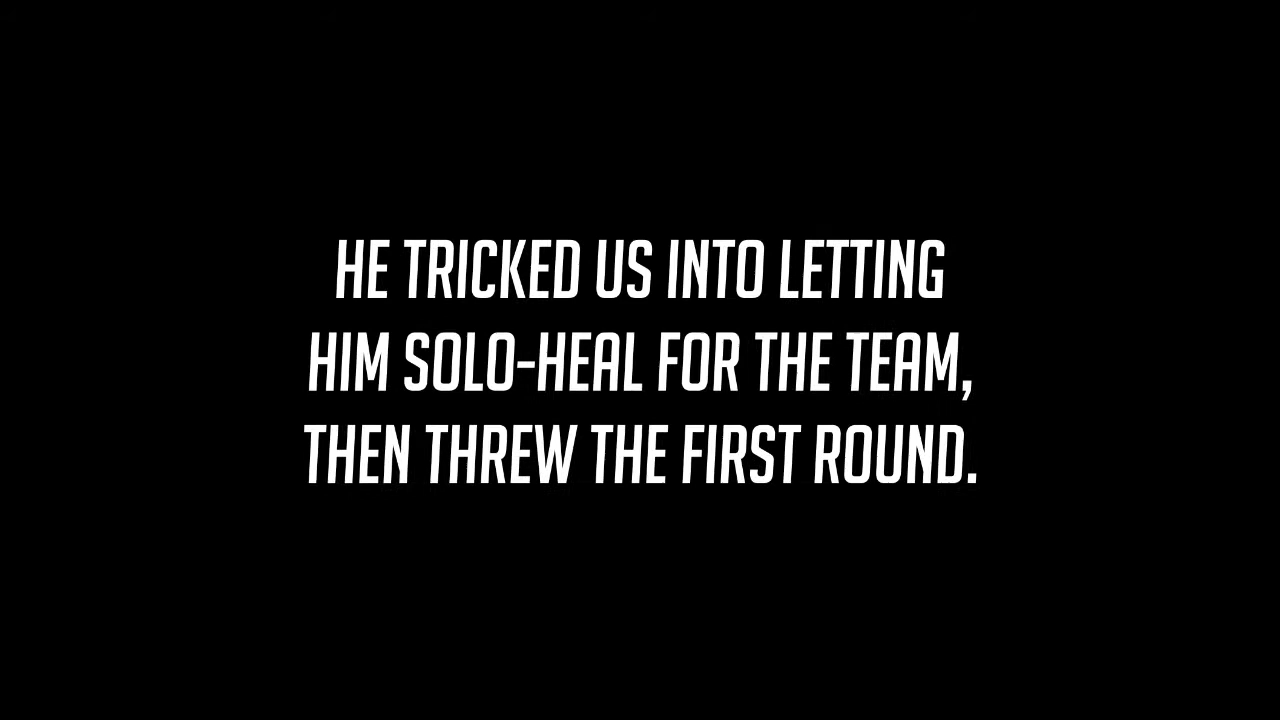 HE TRICKED US INTO LETTING
HIM SOLO-HEAL FOR THE TEAM,
THEN THREW THE FIRST ROUND.